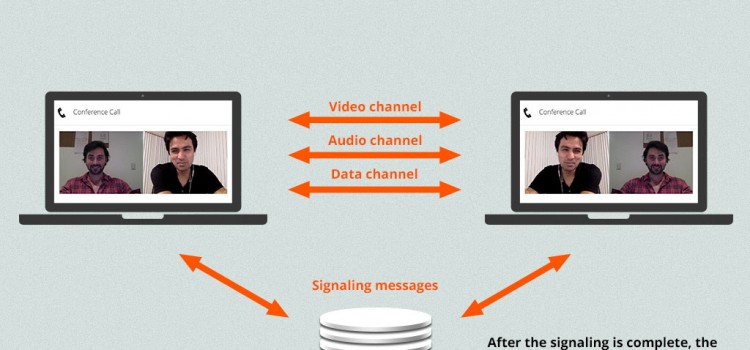 Video channel
Conference Call
Conference Call
Audio channel
Data channel
Signaling messages
After the signaling is complete, the